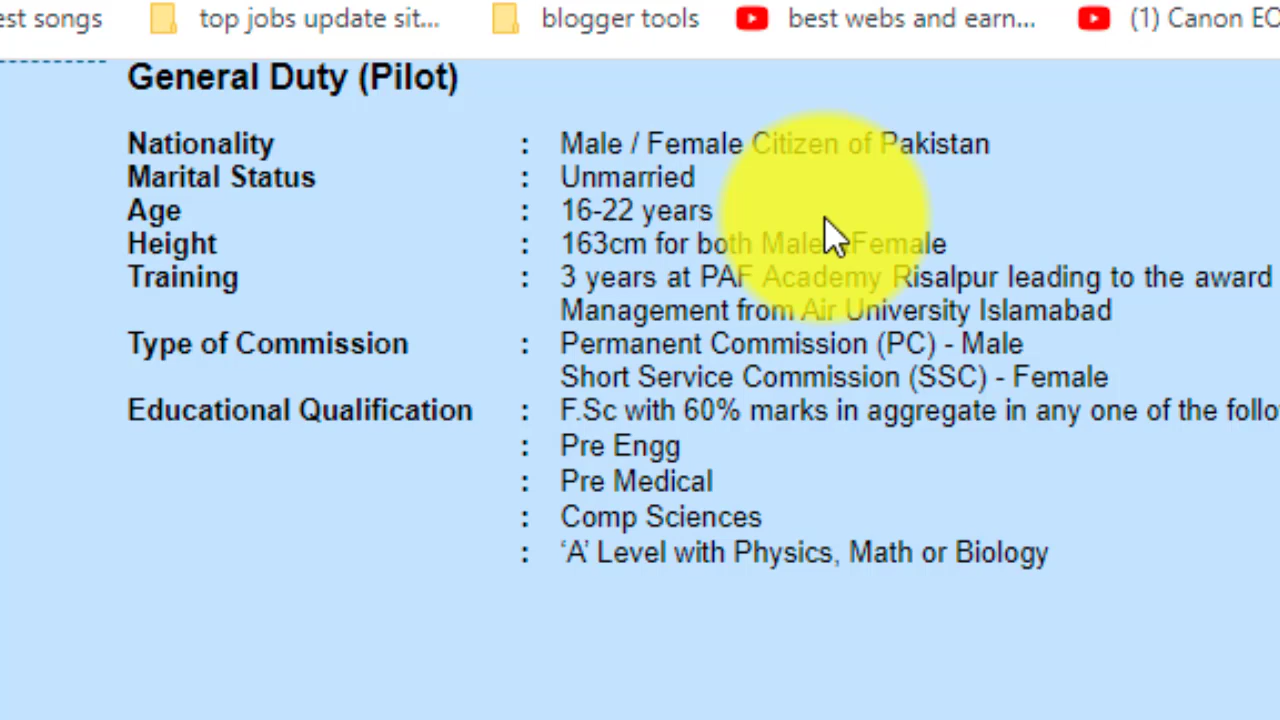 est songs top jobs update sit... blogger tools best webs and earn... (1) Canon EO
General Duty (Pilot)
Nationality : Male / Female Citizen of Pakistan
Marital Status : Unmarried
Age : 16-22 years
Height : 163cm for both Male Female
Training : 3 years at PAF Academy Risalpur leading to the award
Management from Air University Islamabad
Type of Commission : Permanent Commission (PC) - Male
Short Service Commission (SSC) - Female
Educational Qualification : F.Sc with 60% marks in aggregate in any one of the follo
: Pre Engg
: Pre Medical
: Comp Sciences
: ‘A’ Level with Physics, Math or Biology